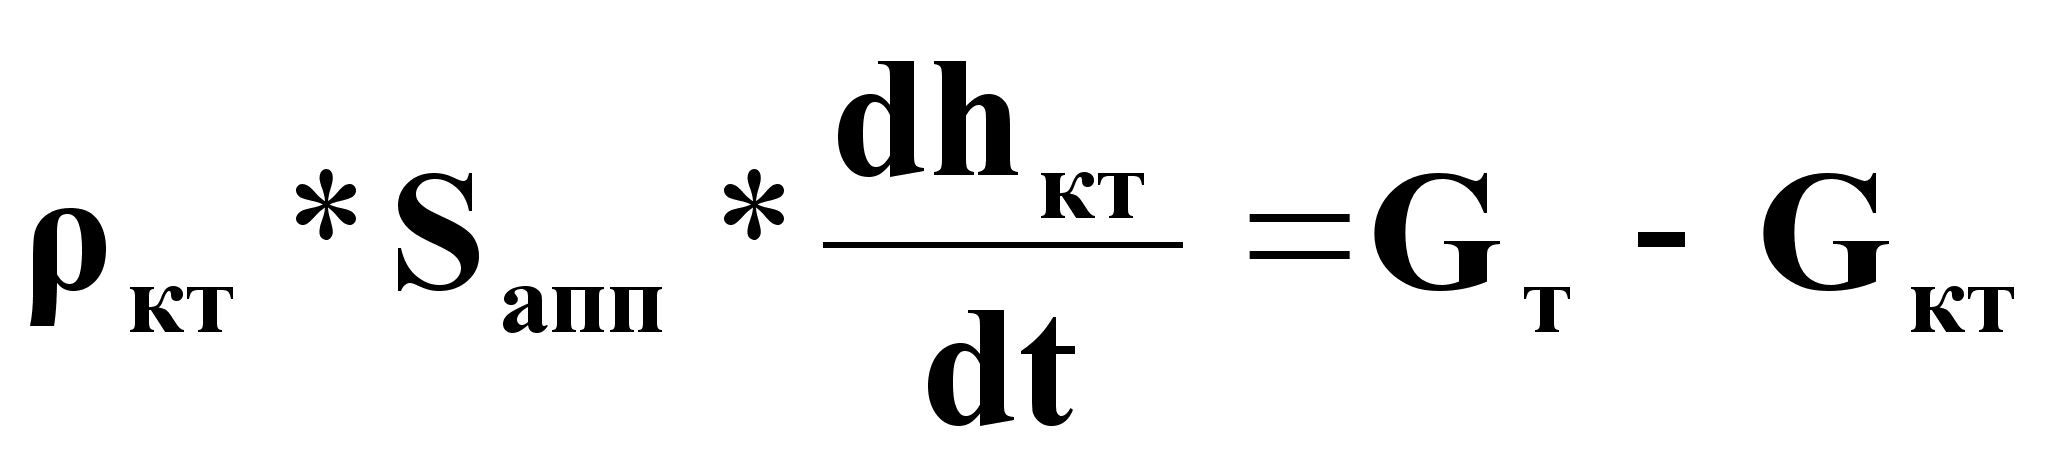 ρкт * Sапп * dhкт/dt = Gт - Gкт